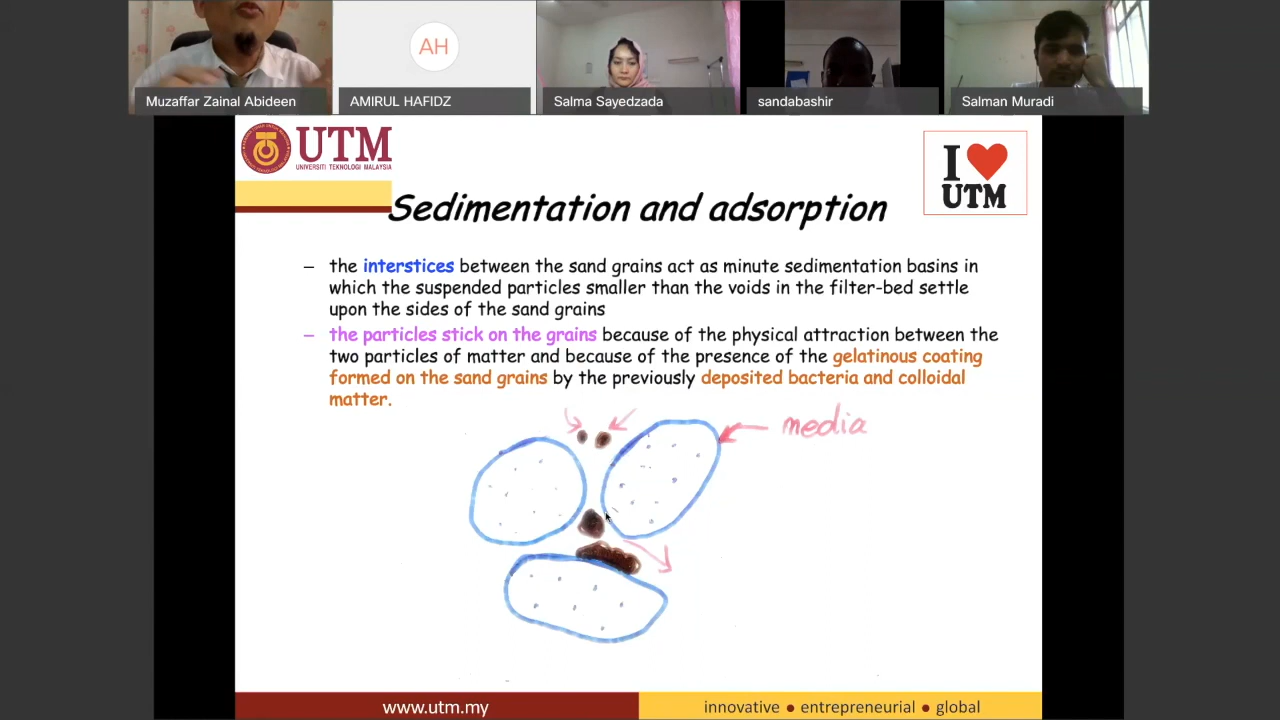 AH
Muzaffar Zainal Abideen
AMIRUL HAFIDZ
Salma Sayedzada
sandabashir
Salman Muradi
UTM
UNIVERSITI TEKNOLOGI MALAYSIA
I
UTM
Sedimentation and adsorption
– the interstices between the sand grains act as minute sedimentation basins in
which the suspended particles smaller than the voids in the filter-bed settle
upon the sides of the sand grains
– the particles stick on the grains because of the physical attraction between the
two particles of matter and because of the presence of the gelatinous coating
formed on the sand grains by the previously deposited bacteria and colloidal
matter.
media
www.utm.my
innovative ● entrepreneurial ● global